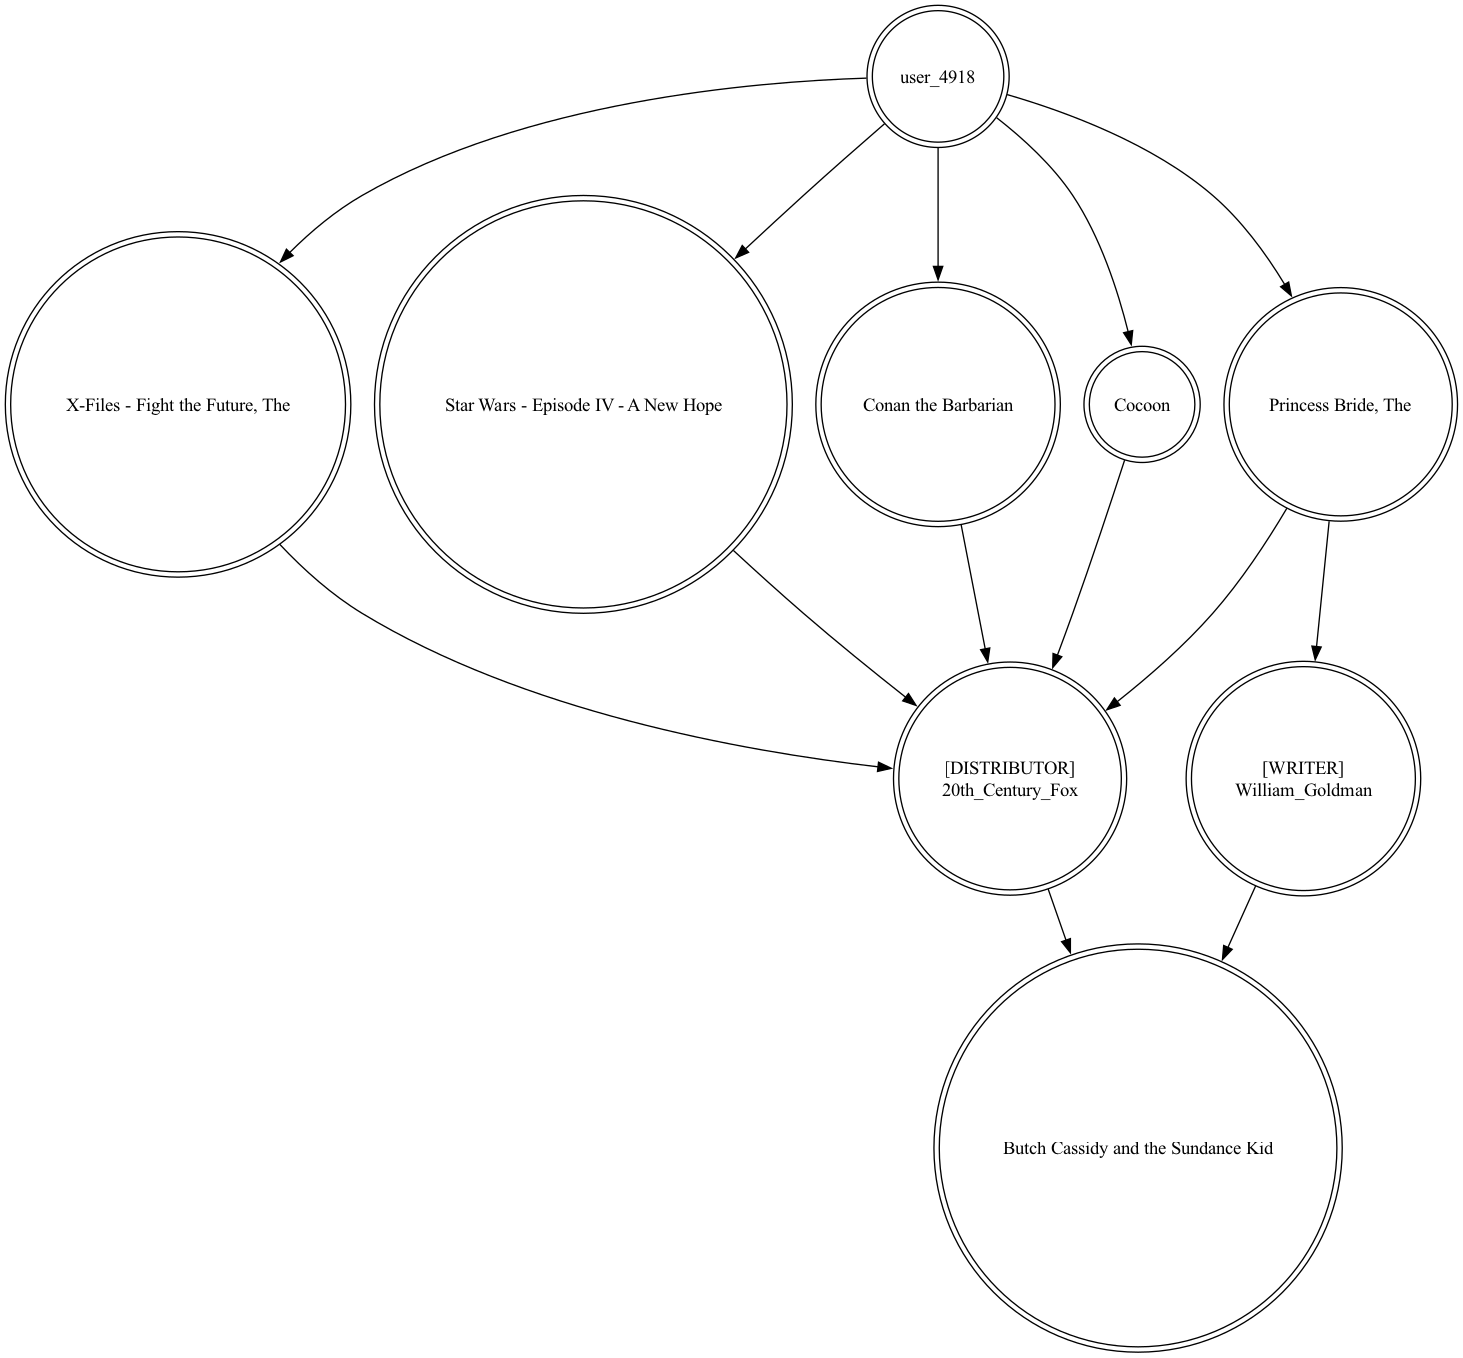 user_4918
X-Files - Fight the Future, The
Star Wars - Episode IV - A New Hope
Conan the Barbarian
Cocoon
Princess Bride, The
[DISTRIBUTOR]
20th_Century_Fox
[WRITER]
William_Goldman
Butch Cassidy and the Sundance Kid